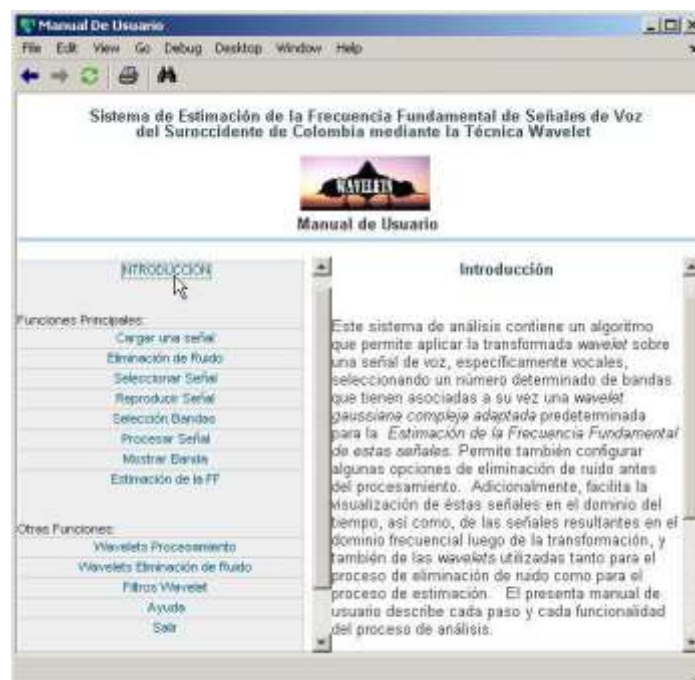 Manual De Usuario
File Edit View Go Debug Desktop Window Help
Sistema de Estimación de la Frecuencia Fundamental de Señales de Voz
del Suroccidente de Colombia mediante la Técnica Wavelet
WAVELETS
Manual de Usuario
INTRODUCCIÓN
Funciones Principales:
Cargar una señal
Eliminación de Ruido
Seleccionar Señal
Reproducir Señal
Selección Bandas
Procesar Señal
Mostrar Banda
Estimación de la FF
Otras Funciones:
Wavelets Procesamiento
Wavelets Eliminación de Ruido
Filtros Wavelet
Ayuda
Salir
Introducción
Este sistema de análisis contiene un algoritmo
que permite aplicar la transformada wavelet sobre
una señal de voz, específicamente vocales,
seleccionando un número determinado de bandas
que tienen asociadas a su vez una wavelet
gaussiana compleja adaptada predeterminada
para la Estimación de la Frecuencia Fundamental
de estas señales. Permite también configurar
algunas opciones de eliminación de ruido antes
del procesamiento. Adicionalmente, facilita la
visualización de éstas señales en el dominio del
tiempo, así como, de las señales resultantes en el
dominio frecuencial luego de la transformación, y
también de las wavelets utilizadas tanto para el
proceso de eliminación de ruido como para el
proceso de estimación. El presenta manual de
usuario describe cada paso y cada funcionalidad
del proceso de análisis.